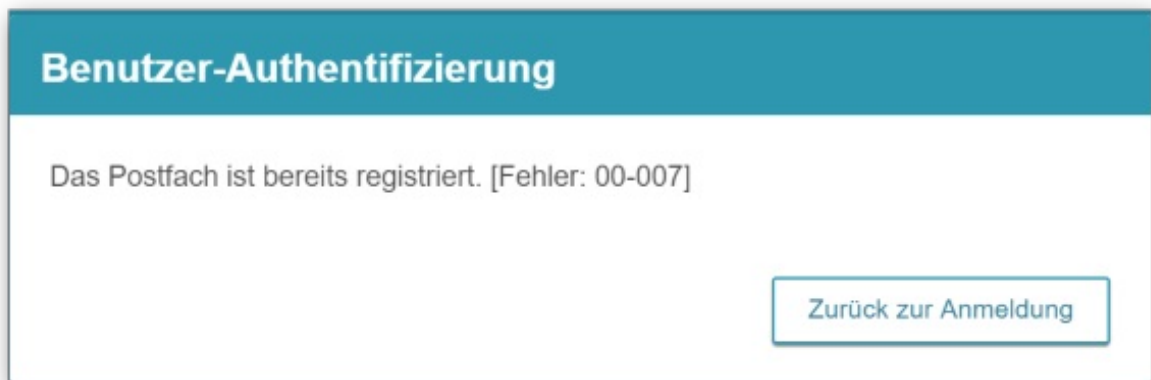 Benutzer-Authentifizierung
Das Postfach ist bereits registriert. [Fehler: 00-007]
Zurück zur Anmeldung